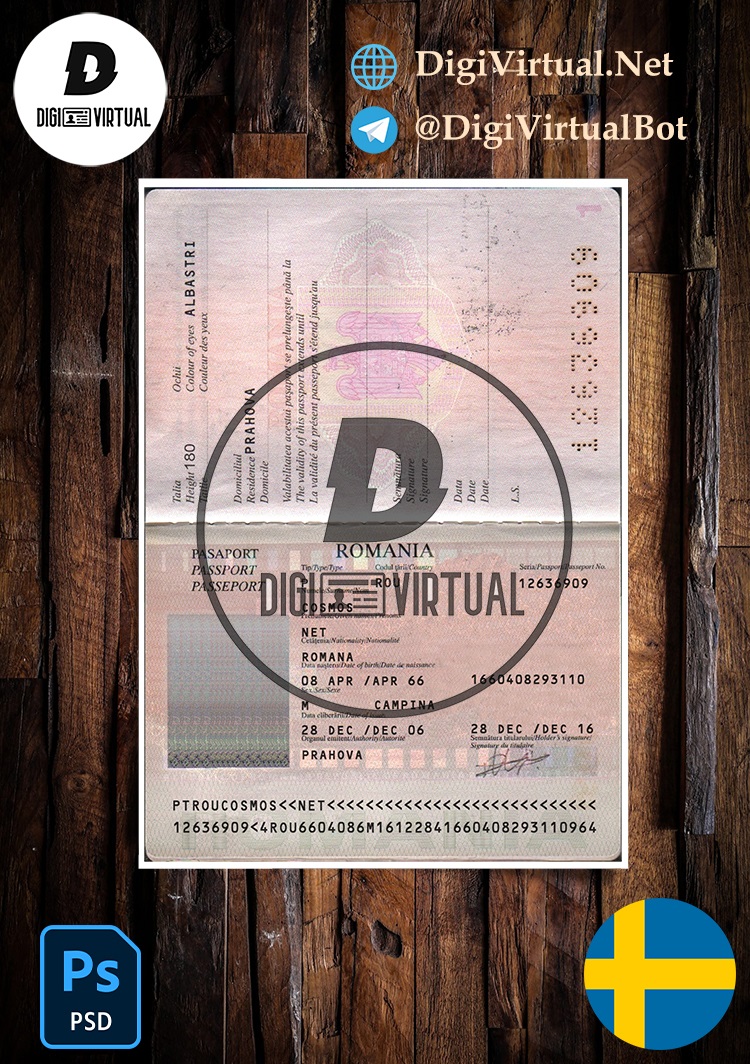 DIGI VIRTUAL
DigiVirtual.Net
@DigiVirtualBot
1
Ochii
Colour of eyes ALBASTRI
Couleur des yeux
Talia
Height 180
Taille
Domiciliul
Residence PRAHOVA
Domicile
Valabilitatea acestui paşaport se prelungeşte până la
The validity of this passport extends until
La validité du présent passeport s'étend jusqu'au
Semnătura
Signature
Signature
Data
Date
Date
L.S.
12636909
D
DIGI VIRTUAL
PASAPORT
PASSPORT
PASSEPORT
ROMANIA
Tip/Type/Type Codul ţării/Country Seria/Passport/Passeport No.
ROU 12636909
COSMOS
NET
Cetăţenia/Nationality/Nationalité
ROMANA
Data naşterii/Date of birth/Date de naissance
08 APR /APR 66 1660408293110
Sex/Sex/Sexe
M CAMPINA
Data eliberării/Date of issue
28 DEC /DEC 06 28 DEC /DEC 16
Organul emitent/Authority/Autorité Semnătura titularului/Holder's signature/
Signature du titulaire
PRAHOVA
PTROUCOSMOS<<NET<<<<<<<<<<<<<<<<<<<<<<<<<<<<
12636909<4ROU6604086M1612284166040829311 0964
Ps
PSD